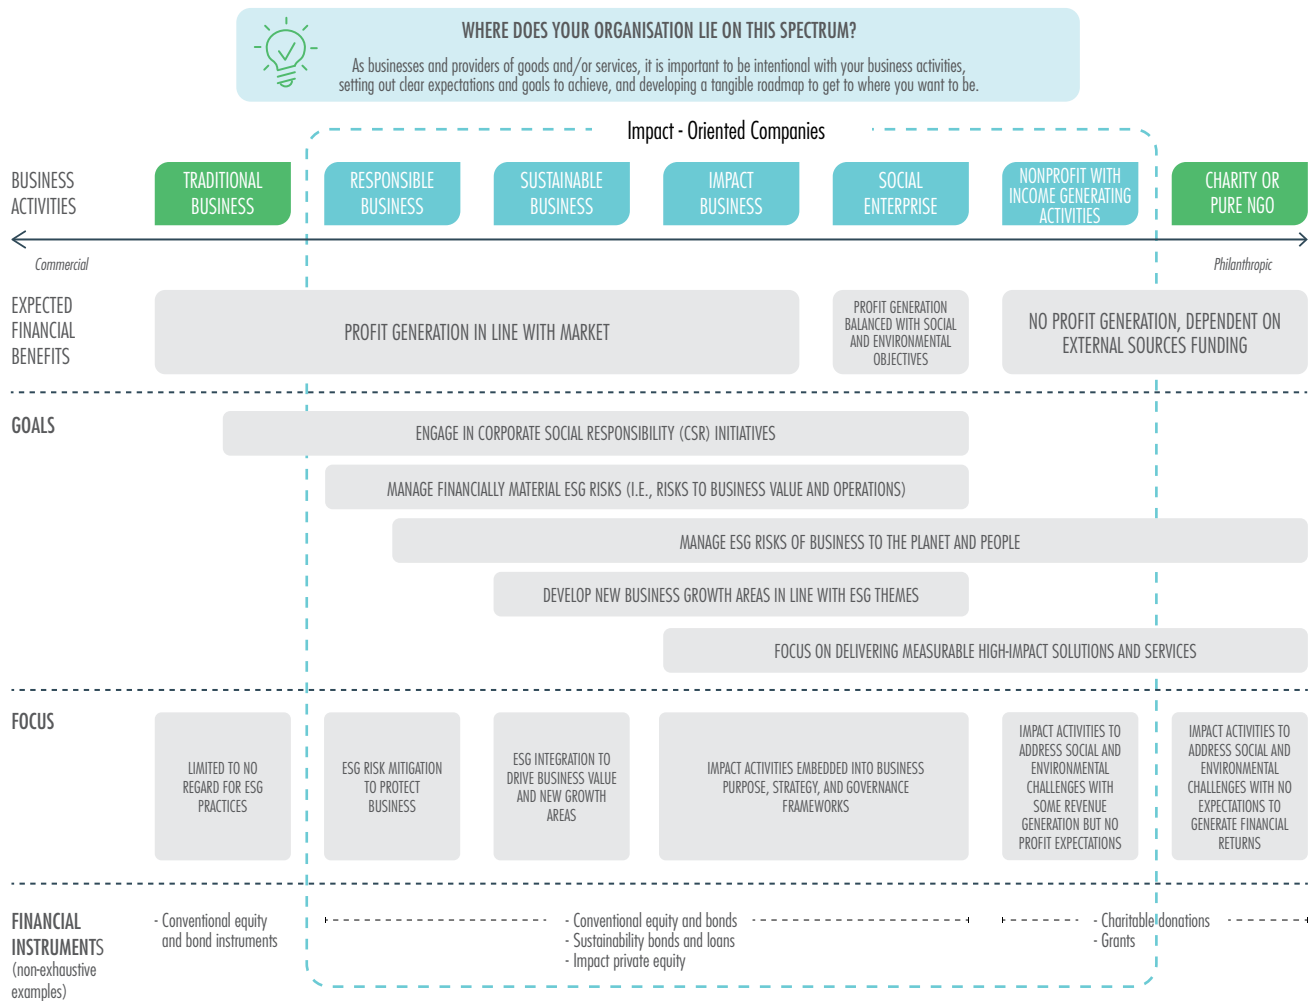 WHERE DOES YOUR ORGANISATION LIE ON THIS SPECTRUM?
As businesses and providers of goods and/or services, it is important to be intentional with your business activities,
setting out clear expectations and goals to achieve, and developing a tangible roadmap to get to where you want to be.
Impact - Oriented Companies
BUSINESS
ACTIVITIES
TRADITIONAL
BUSINESS
RESPONSIBLE
BUSINESS
SUSTAINABLE
BUSINESS
IMPACT
BUSINESS
SOCIAL
ENTERPRISE
NONPROFIT WITH
INCOME GENERATING
ACTIVITIES
CHARITY OR
PURE NGO
Commercial
Philanthropic
EXPECTED
FINANCIAL
BENEFITS
PROFIT GENERATION IN LINE WITH MARKET
PROFIT GENERATION
BALANCED WITH SOCIAL
AND ENVIRONMENTAL
OBJECTIVES
NO PROFIT GENERATION, DEPENDENT ON
EXTERNAL SOURCES FUNDING
GOALS
ENGAGE IN CORPORATE SOCIAL RESPONSIBILITY (CSR) INITIATIVES
MANAGE FINANCIALLY MATERIAL ESG RISKS (I.E., RISKS TO BUSINESS VALUE AND OPERATIONS)
MANAGE ESG RISKS OF BUSINESS TO THE PLANET AND PEOPLE
DEVELOP NEW BUSINESS GROWTH AREAS IN LINE WITH ESG THEMES
FOCUS ON DELIVERING MEASURABLE HIGH-IMPACT SOLUTIONS AND SERVICES
FOCUS
LIMITED TO NO
REGARD FOR ESG
PRACTICES
ESG RISK MITIGATION
TO PROTECT
BUSINESS
ESG INTEGRATION TO
DRIVE BUSINESS VALUE
AND NEW GROWTH
AREAS
IMPACT ACTIVITIES EMBEDDED INTO BUSINESS
PURPOSE, STRATEGY, AND GOVERNANCE
FRAMEWORKS
IMPACT ACTIVITIES TO
ADDRESS SOCIAL AND
ENVIRONMENTAL
CHALLENGES WITH
SOME REVENUE
GENERATION BUT NO
PROFIT EXPECTATIONS
IMPACT ACTIVITIES TO
ADDRESS SOCIAL AND
ENVIRONMENTAL
CHALLENGES WITH NO
EXPECTATIONS TO
GENERATE FINANCIAL
RETURNS
FINANCIAL
INSTRUMENTS
(non-exhaustive
examples)
- Conventional equity
and bond instruments
- Conventional equity and bonds
- Sustainability bonds and loans
- Impact private equity
- Charitable donations
- Grants